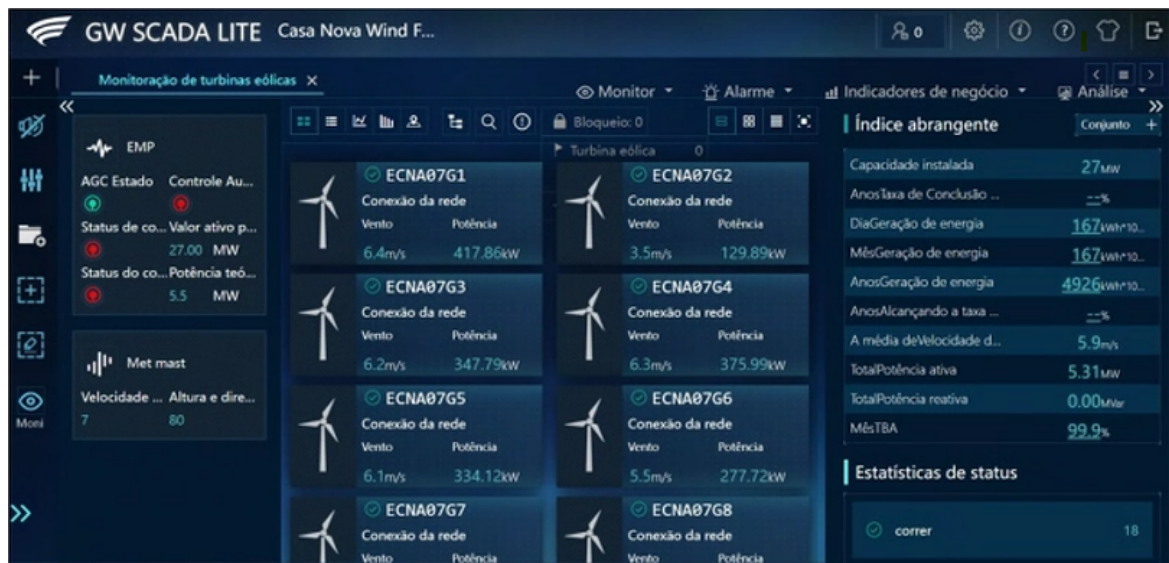 GW SCADA LITE Casa Nova Wind F...
0
Monitoração de turbinas eólicas ×
Monitor
Alarme
Indicadores de negócio
Análise
EMP
AGC Estado Controle Au...
Status de co... Valor ativo p...
27.00 MW
Status do co... Potência teó...
5.5 MW
Met mast
Velocidade ... Altura e dire...
7 80
Moni
Bloqueio: 0
Turbina eólica 0
ECNA07G1
Conexão da rede
Vento Potência
6.4m/s 417.86kW
ECNA07G2
Conexão da rede
Vento Potência
3.5m/s 129.89kW
ECNA07G3
Conexão da rede
Vento Potência
6.2m/s 347.79kW
ECNA07G4
Conexão da rede
Vento Potência
6.3m/s 375.99kW
ECNA07G5
Conexão da rede
Vento Potência
6.1m/s 334.12kW
ECNA07G6
Conexão da rede
Vento Potência
5.5m/s 277.72kW
ECNA07G7
Conexão da rede
Vento Potência
ECNA07G8
Conexão da rede
Vento Potência
Índice abrangente Conjunto +
Capacidade instalada 27MW
AnosTaxa de Conclusão .. --%
DiaGeração de energia 167kWh*10...
MêsGeração de energia 167kWh*10...
AnosGeração de energia 4926kWh*10...
AnosAlcançando a taxa ... --%
A média deVelocidade d... 5.9m/s
TotalPotência ativa 5.31MW
TotalPotência reativa 0.00MVar
MêsTBA 99.9%
Estatísticas de status
correr 18